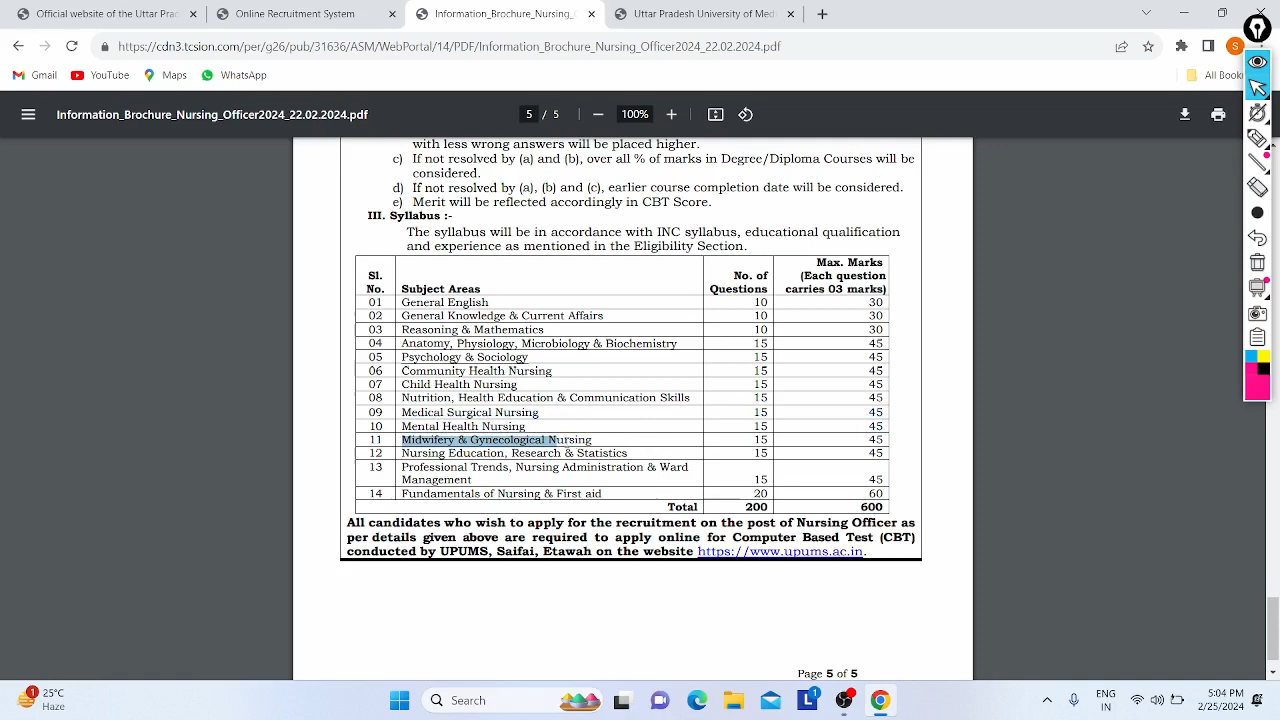 Official website of the Uttar Prac
Online Recruitment System
Information_Brochure_Nursing_C
Uttar Pradesh University of Med
https://cdn3.tcsion.com/per/g26/pub/31636/ASM/WebPortal/14/PDF/Information_Brochure_Nursing_Officer2024_22.02.2024.pdf
S
Gmail YouTube Maps WhatsApp All Book
Information_Brochure_Nursing_Officer2024_22.02.2024.pdf 5 / 5 100%
with less wrong answers will be placed higher.
c) If not resolved by (a) and (b), over all % of marks in Degree/Diploma Courses will be
considered.
d) If not resolved by (a), (b) and (c), earlier course completion date will be considered.
e) Merit will be reflected accordingly in CBT Score.
III. Syllabus :-
The syllabus will be in accordance with INC syllabus, educational qualification
and experience as mentioned in the Eligibility Section.
Sl. No. Subject Areas No. of Questions Max. Marks (Each question carries 03 marks)
01 General English 10 30
02 General Knowledge & Current Affairs 10 30
03 Reasoning & Mathematics 10 30
04 Anatomy, Physiology, Microbiology & Biochemistry 15 45
05 Psychology & Sociology 15 45
06 Community Health Nursing 15 45
07 Child Health Nursing 15 45
08 Nutrition, Health Education & Communication Skills 15 45
09 Medical Surgical Nursing 15 45
10 Mental Health Nursing 15 45
11 Midwifery & Gynecological Nursing 15 45
12 Nursing Education, Research & Statistics 15 45
13 Professional Trends, Nursing Administration & Ward
Management 15 45
14 Fundamentals of Nursing & First aid 20 60
Total 200 600
All candidates who wish to apply for the recruitment on the post of Nursing Officer as
per details given above are required to apply online for Computer Based Test (CBT)
conducted by UPUMS, Saifai, Etawah on the website https://www.upums.ac.in.
Page 5 of 5
1 25°C
Haze
Search
L 1
ENG
IN
5:04 PM
2/25/2024